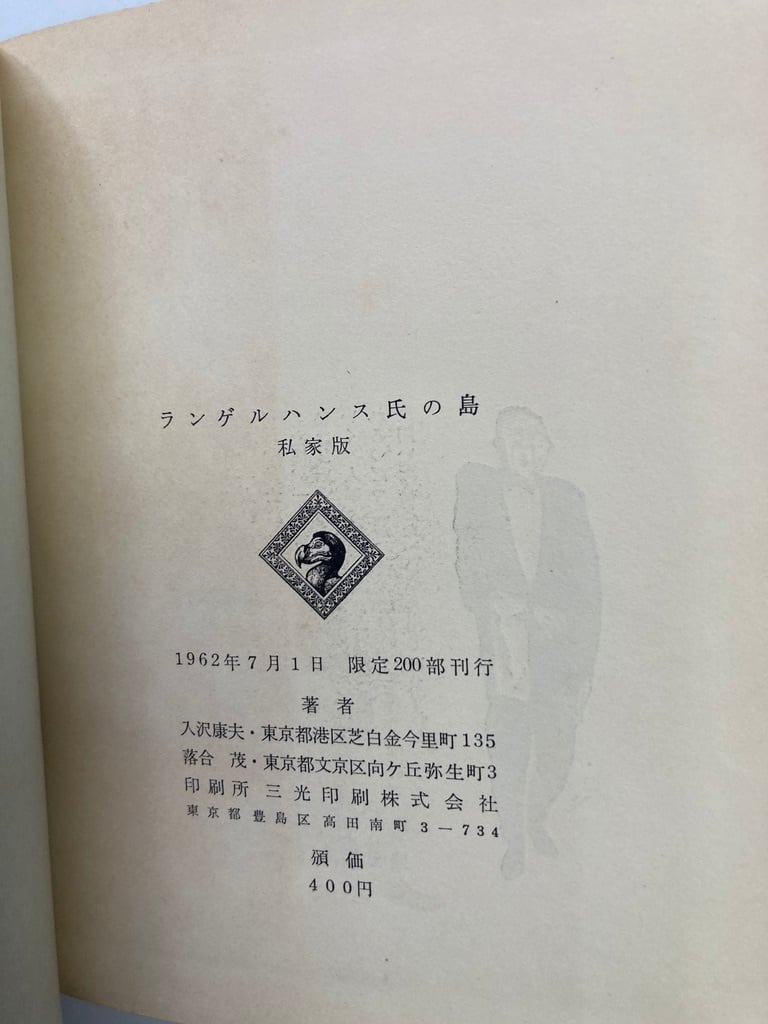 ランゲルハンス氏の島
私家版
1962年7月1日 限定200部刊行
著者
入沢康夫・東京都港区芝白金今里町135
落合 茂・東京都文京区向ケ丘弥生町3
印刷所 三光印刷株式会社
東京都豊島区高田南町3―734
頒価
400円